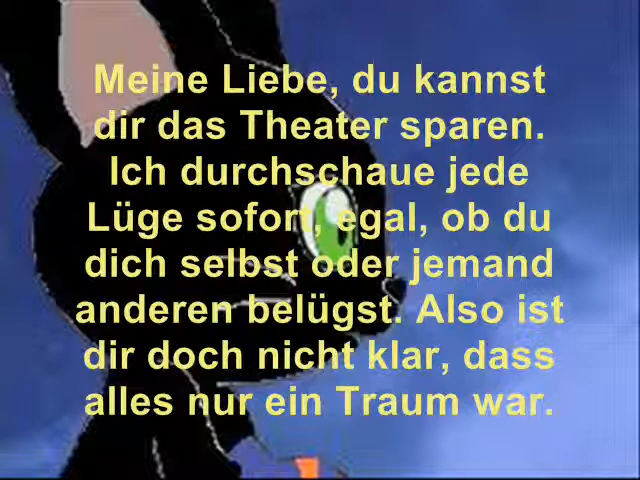 Meine Liebe, du kannst
dir das Theater sparen.
Ich durchschaue jede
Lüge sofort, egal, ob du
dich selbst oder jemand
anderen belügst. Also ist
dir doch nicht klar, dass
alles nur ein Traum war.